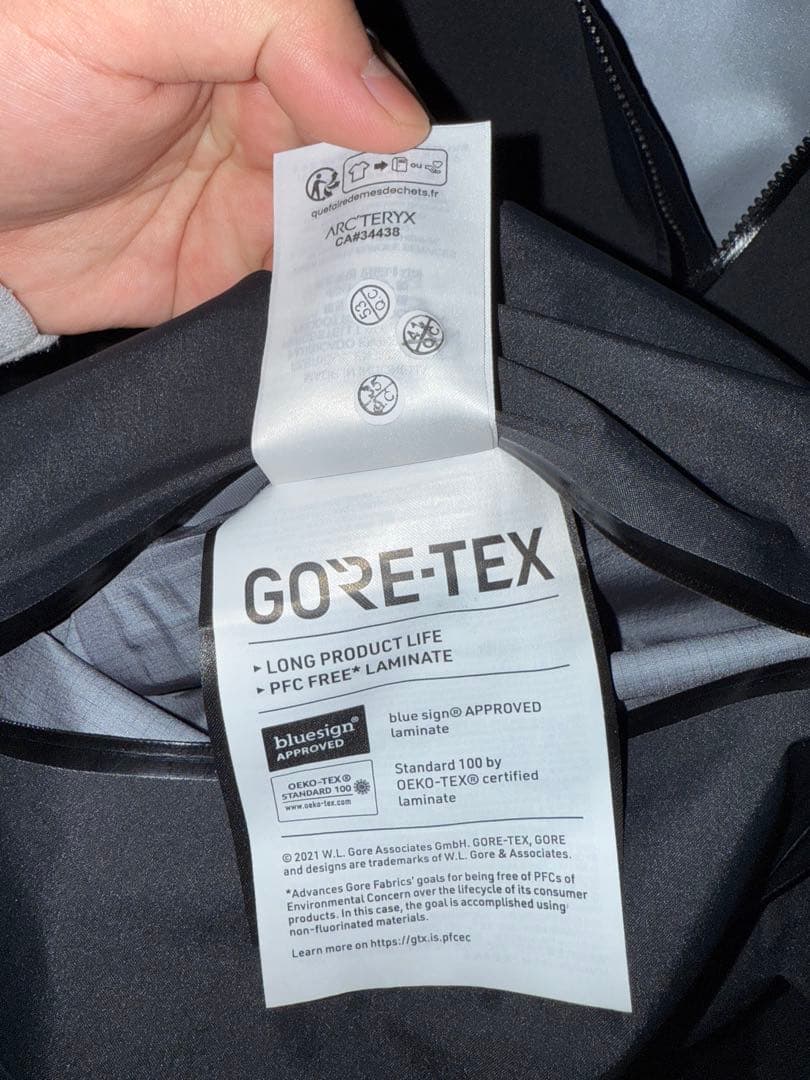 ou
quefairedemesdechets.fr
ARC'TERYX
CA#34438
53
Q.C
Q.C
GORE-TEX
▸ LONG PRODUCT LIFE
▸ PFC FREE* LAMINATE
bluesign®
APPROVED
blue sign® APPROVED
laminate
OEKO-TEX®
STANDARD 100
www.oeko-tex.com
Standard 100 by
OEKO-TEX® certified
laminate
© 2021 W.L. Gore Associates GmbH. GORE-TEX, GORE
and designs are trademarks of W.L. Gore & Associates.
*Advances Gore Fabrics' goals for being free of PFCs of
Environmental Concern over the lifecycle of its consumer
products. In this case, the goal is accomplished using
non-fluorinated materials.
Learn more on https://gtx.is.pfcec